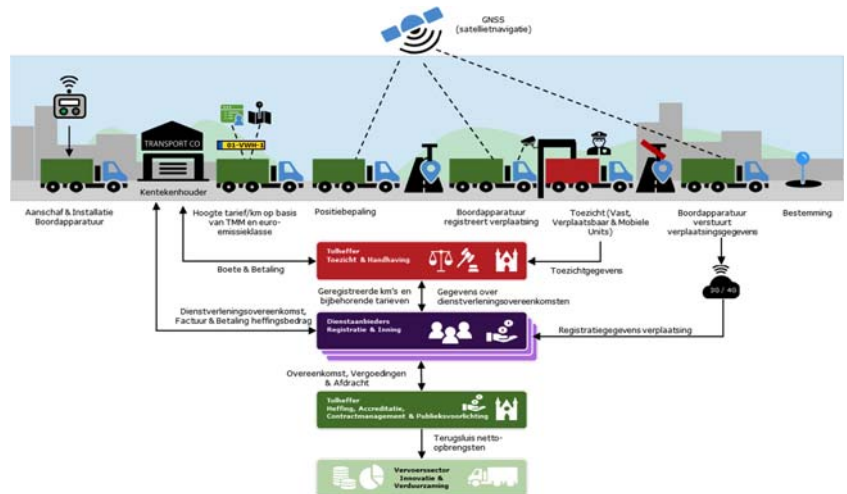 GNSS
(satellietnavigatie)
TRANSPORT CO
01-VWH-1
Kentekenhouder
Aanschaf & Installatie
Boordapparatuur
Hoogte tarief/km op basis
van TMM en euro-
emissieklasse
Positiebepaling
Boordapparatuur
registreert verplaatsing
Toezicht (Vast,
Verplaatsbaar & Mobiele
Units)
Boordapparatuur
verstuurt
verplaatsingsgegevens
Bestemming
Tolheffer
Toezicht & Handhaving
Boete & Betaling
Toezichtgegevens
3G / 4G
Geregistreerde km's en
bijbehorende tarieven
Gegevens over
dienstverleningsovereenkomsten
Dienstverleningsovereenkomst,
Factuur & Betaling heffingsbedrag
Dienstaanbieders
Registratie & Inning
Registratiegegevens verplaatsing
Overeenkomst, Vergoedingen
& Afdracht
Tolheffer
Heffing, Accreditatie,
Contractmanagement & Publieksvoorlichting
Terugsluis netto-
opbrengsten
Vervoerssector
Innovatie &
Verduurzaming